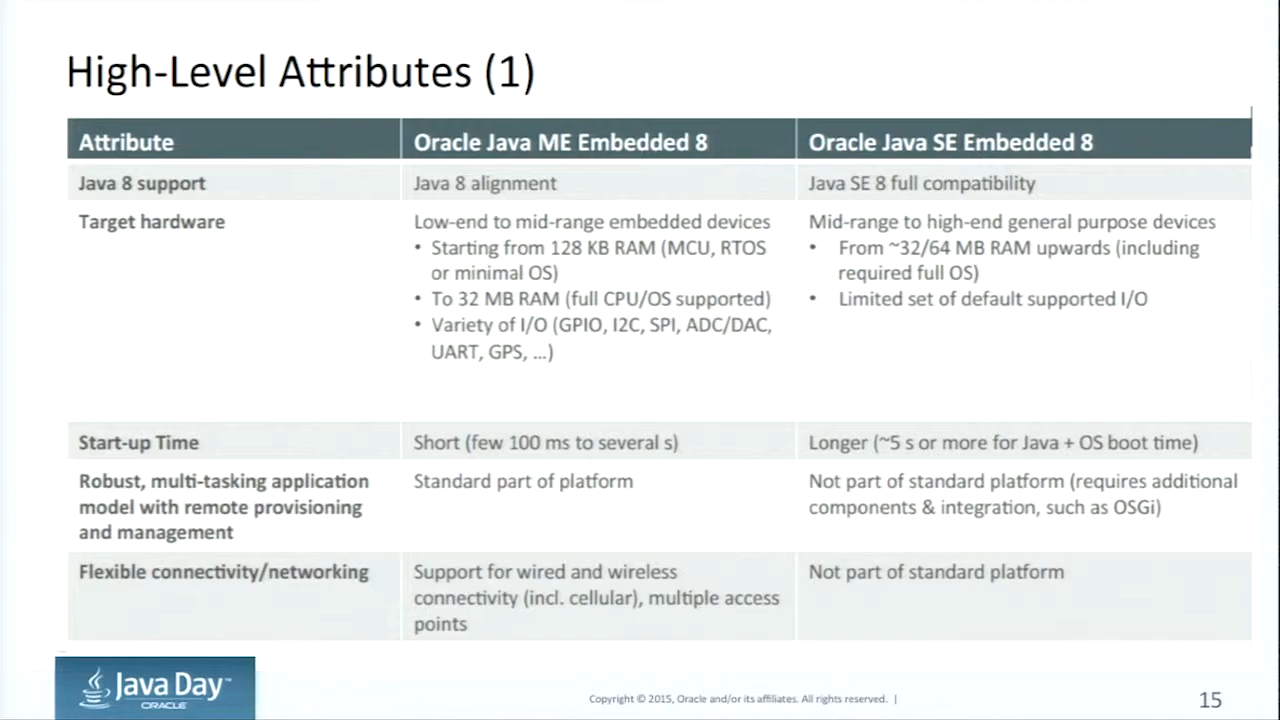 High-Level Attributes (1)
Attribute
Oracle Java ME Embedded 8
Oracle Java SE Embedded 8
Java 8 support
Java 8 alignment
Java SE 8 full compatibility
Target hardware
Low-end to mid-range embedded devices
• Starting from 128 KB RAM (MCU, RTOS
or minimal OS)
• To 32 MB RAM (full CPU/OS supported)
• Variety of I/O (GPIO, I2C, SPI, ADC/DAC,
UART, GPS, ...)
Mid-range to high-end general purpose devices
• From ~32/64 MB RAM upwards (including
required full OS)
• Limited set of default supported I/O
Start-up Time
Short (few 100 ms to several s)
Longer (~5 s or more for Java + OS boot time)
Robust, multi-tasking application
model with remote provisioning
and management
Standard part of platform
Not part of standard platform (requires additional
components & integration, such as OSGi)
Flexible connectivity/networking
Support for wired and wireless
connectivity (incl. cellular), multiple access
points
Not part of standard platform
Java Day™
ORACLE
Copyright © 2015, Oracle and/or its affiliates. All rights reserved. |
15